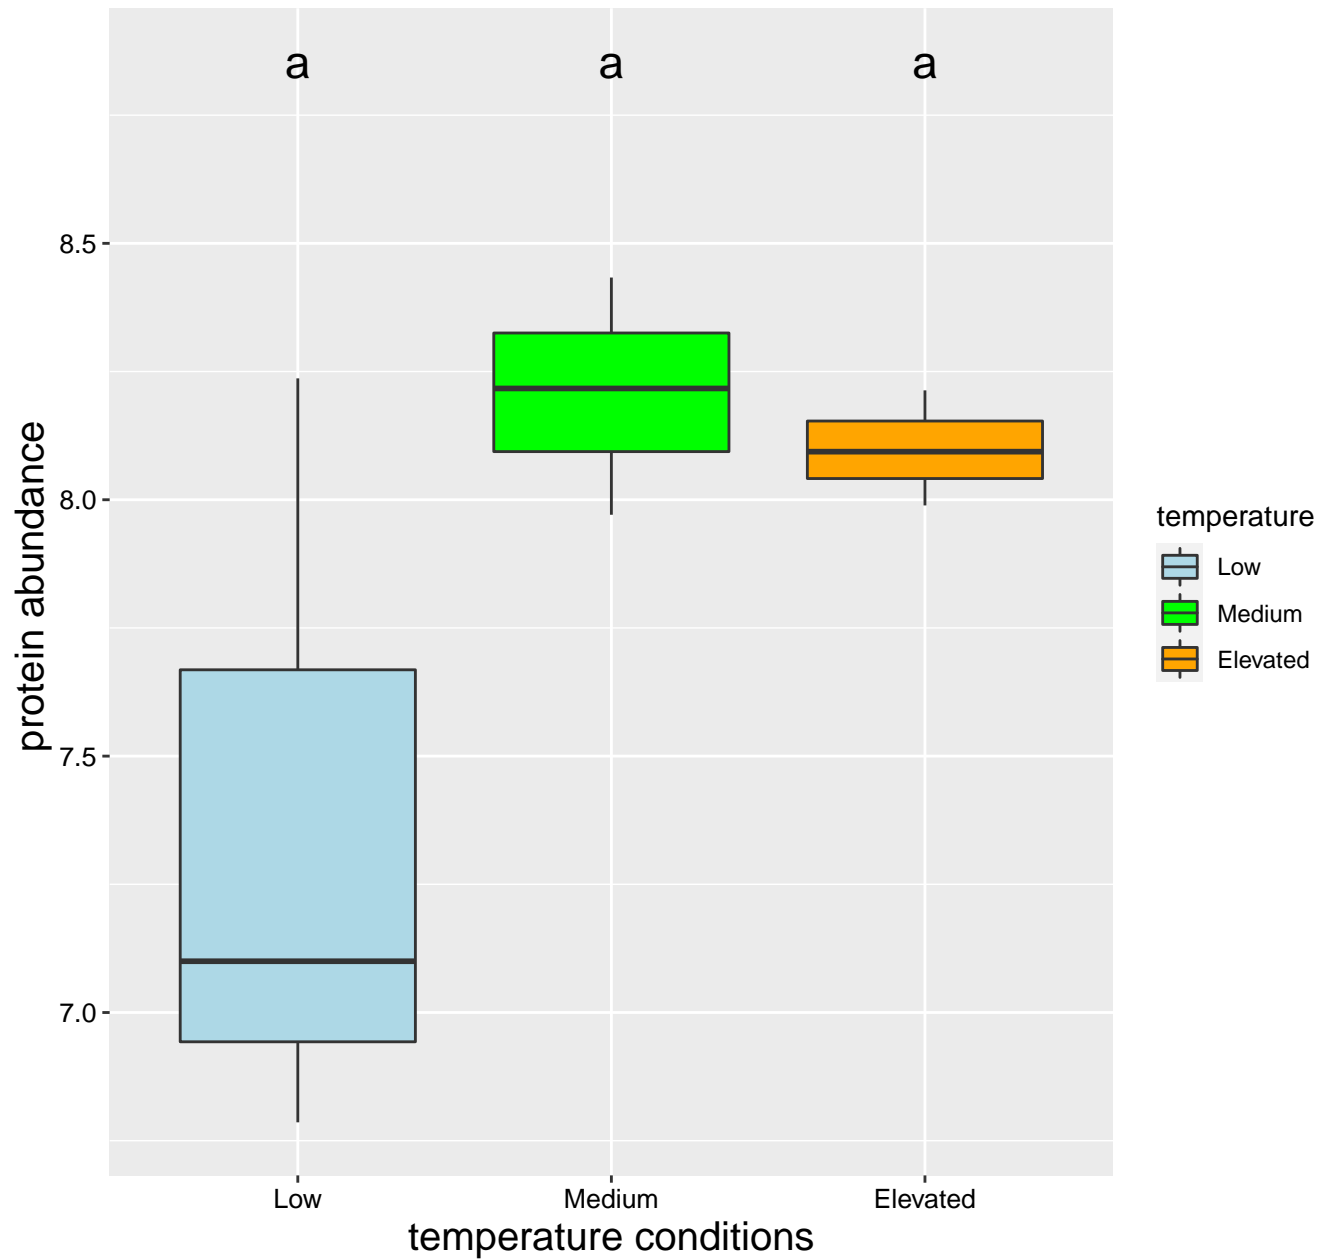 a a a
8.5
8.0
7.5
7.0
protein abundance
Low Medium Elevated
temperature conditions
temperature
Low
Medium
Elevated